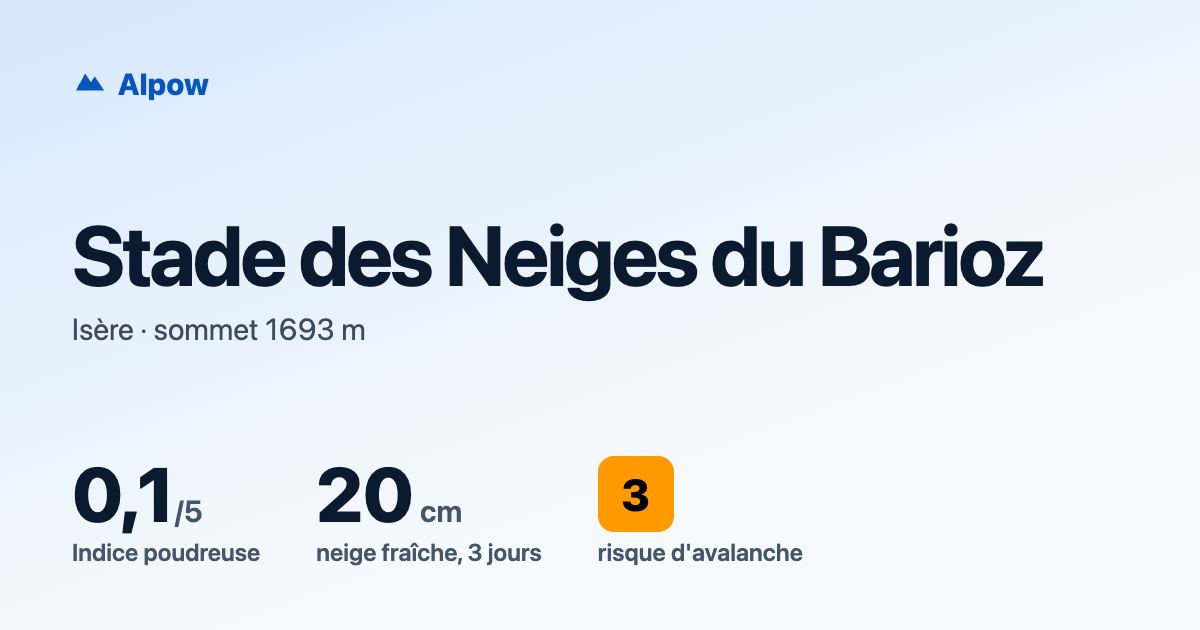 Alpow
Stade des Neiges du Barioz
Isère · sommet 1693 m
0,1/5
Indice poudreuse
20 cm
neige fraîche, 3 jours
3
risque d'avalanche